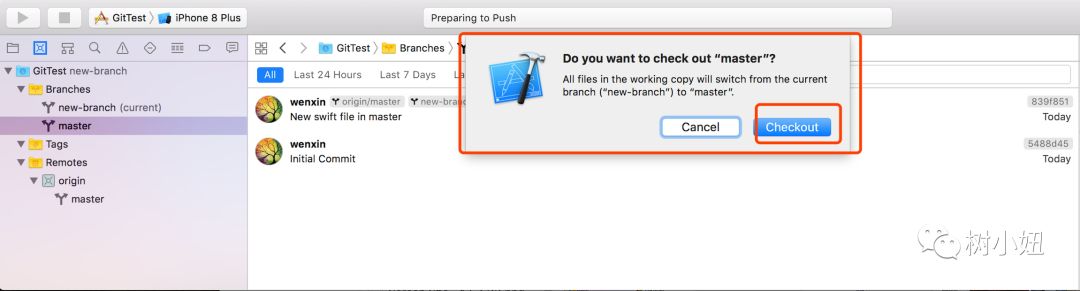 GitTest
iPhone 8 Plus
Preparing to Push
GitTest new-branch
Branches
new-branch (current)
master
Tags
Remotes
origin
master
GitTest
Branches
All
Last 24 Hours
Last 7 Days
Do you want to check out “master”?
All files in the working copy will switch from the current
branch (“new-branch”) to “master”.
Cancel
Checkout
wenxin origin/master new-branc
New swift file in master
839f851
Today
wenxin
Initial Commit
5488d45
Today
树小妞